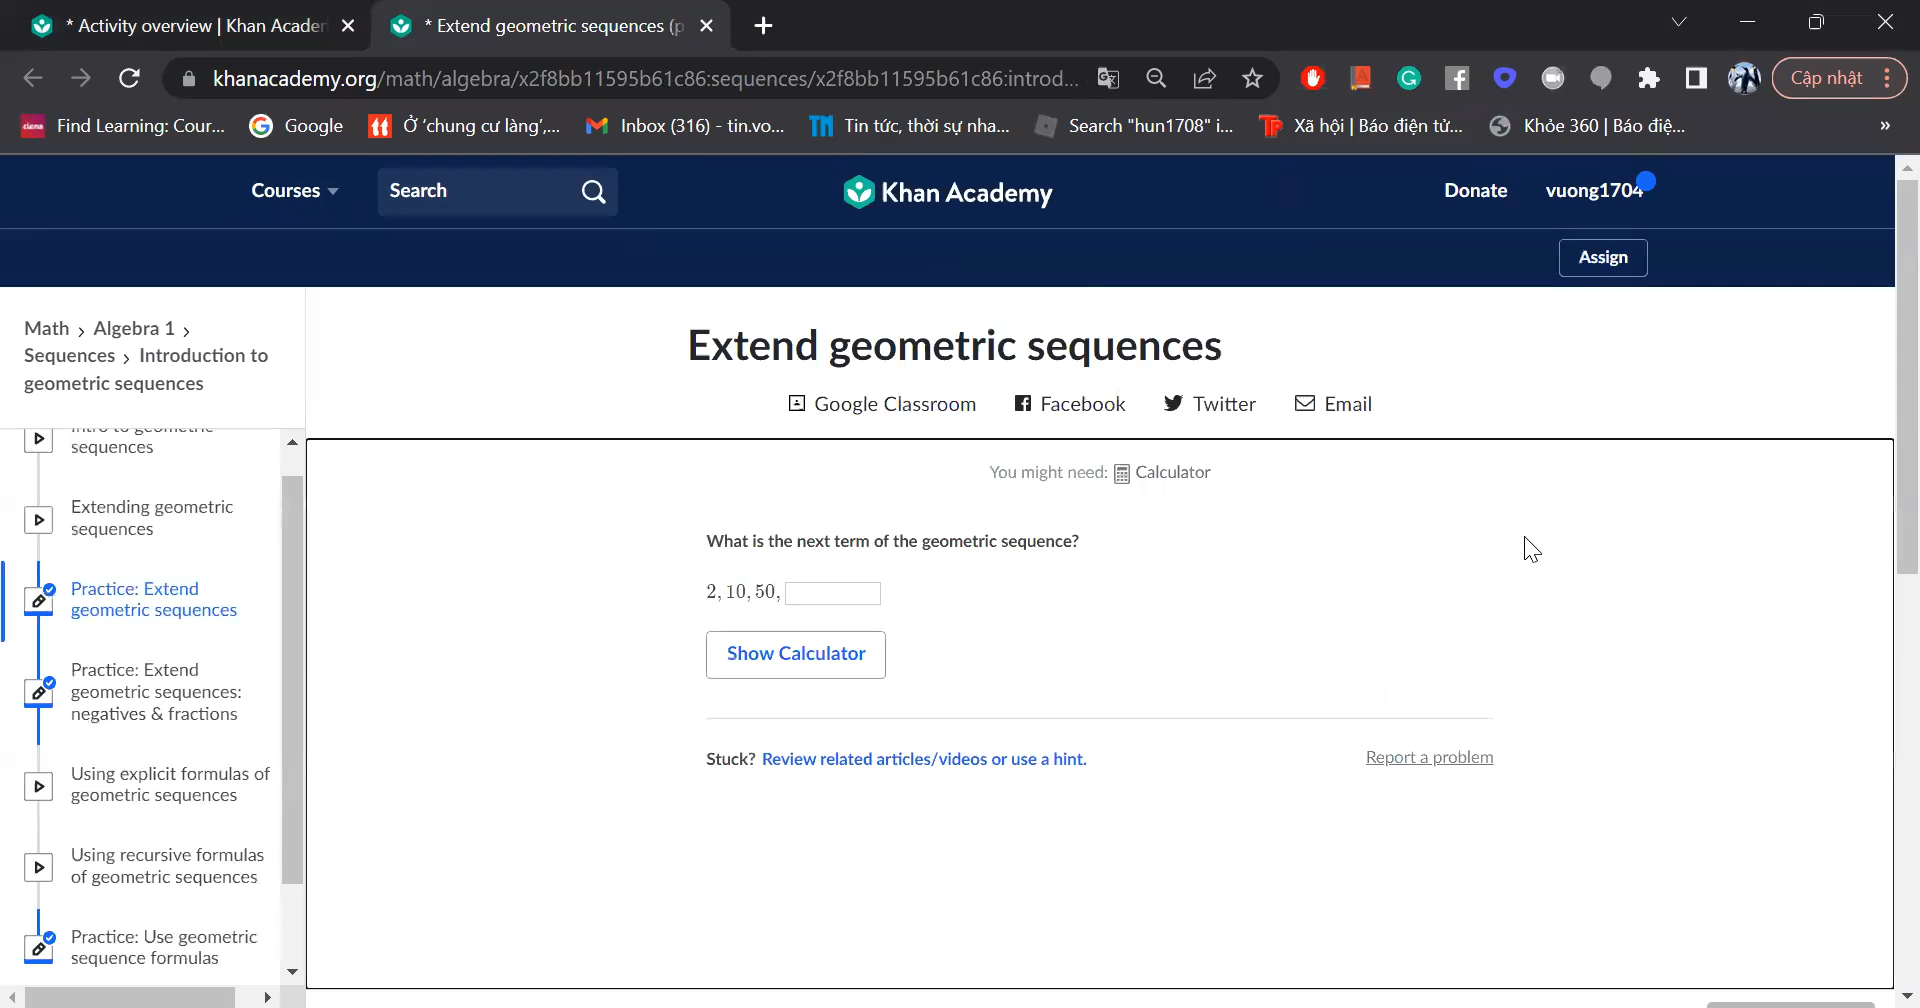 * Activity overview | Khan Acader
* Extend geometric sequences (p
khanacademy.org/math/algebra/x2f8bb11595b61c86:sequences/x2f8bb11595b61c86:introd...
Cập nhật
Find Learning: Cour...
Google
Ở ‘chung cư làng’,...
Inbox (316) - tin.vo...
Tin tức, thời sự nha...
Search "hun1708" i...
Xã hội | Báo điện tử...
Khỏe 360 | Báo điệ...
»
Courses
Search
Khan Academy
Donate
vuong1704
Assign
Math › Algebra 1 ›
Sequences › Introduction to
geometric sequences
Extend geometric sequences
Google Classroom
Facebook
Twitter
Email
Intro to geometric
sequences
Extending geometric
sequences
Practice: Extend
geometric sequences
Practice: Extend
geometric sequences:
negatives & fractions
Using explicit formulas of
geometric sequences
Using recursive formulas
of geometric sequences
Practice: Use geometric
sequence formulas
You might need: Calculator
What is the next term of the geometric sequence?
2, 10, 50,
Show Calculator
Stuck? Review related articles/videos or use a hint.
Report a problem